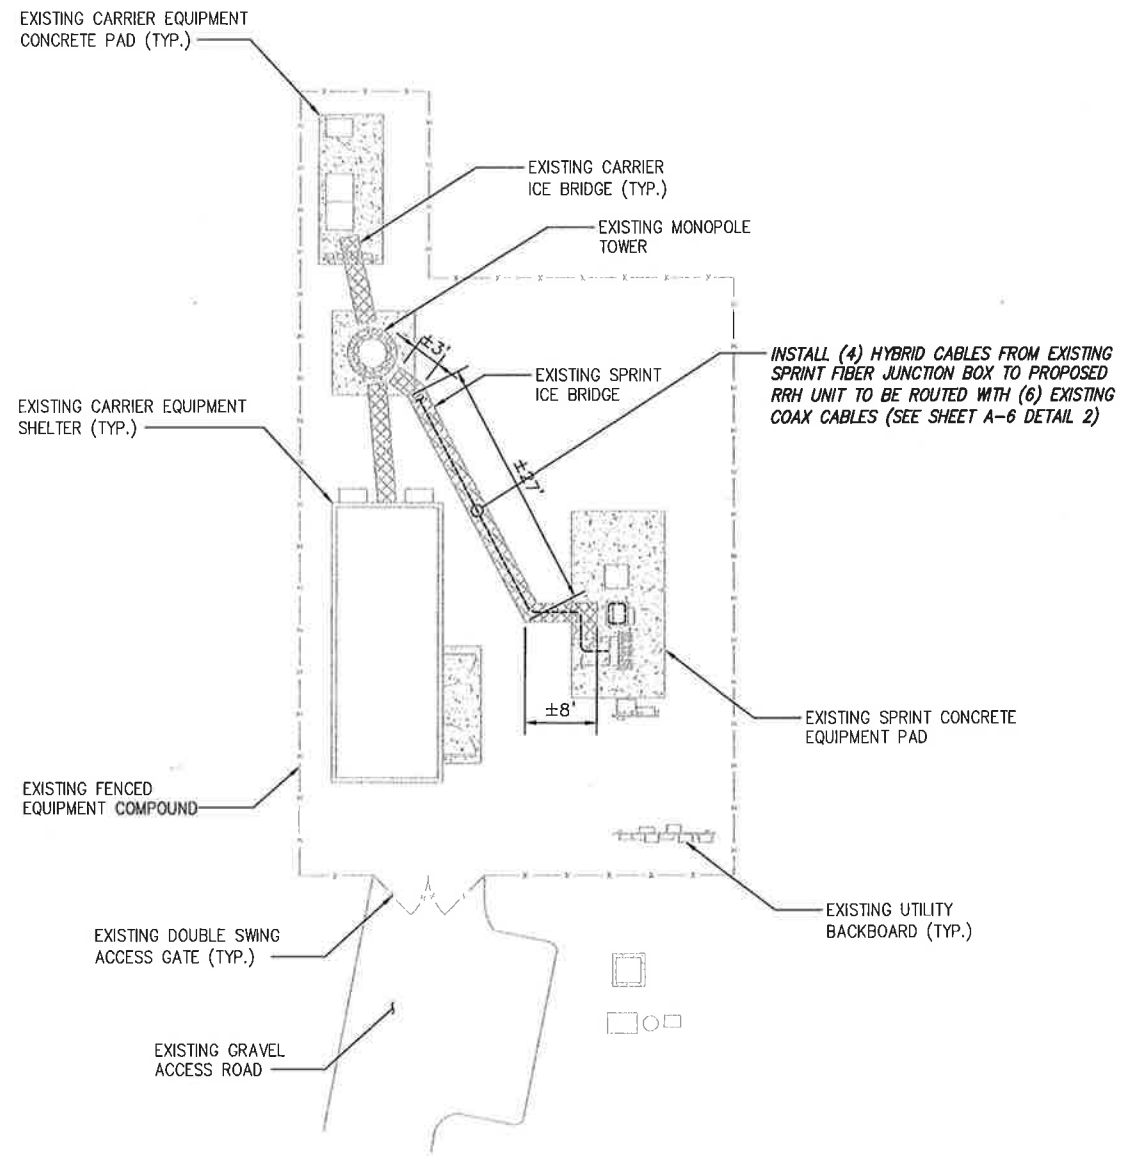 EXISTING CARRIER EQUIPMENT
CONCRETE PAD (TYP.)
EXISTING CARRIER
ICE BRIDGE (TYP.)
EXISTING MONOPOLE
TOWER
±3'
INSTALL (4) HYBRID CABLES FROM EXISTING
SPRINT FIBER JUNCTION BOX TO PROPOSED
RRH UNIT TO BE ROUTED WITH (6) EXISTING
COAX CABLES (SEE SHEET A-6 DETAIL 2)
EXISTING SPRINT
ICE BRIDGE
EXISTING CARRIER EQUIPMENT
SHELTER (TYP.)
±27'
±8'
EXISTING SPRINT CONCRETE
EQUIPMENT PAD
EXISTING FENCED
EQUIPMENT COMPOUND
EXISTING UTILITY
BACKBOARD (TYP.)
EXISTING DOUBLE SWING
ACCESS GATE (TYP.)
EXISTING GRAVEL
ACCESS ROAD